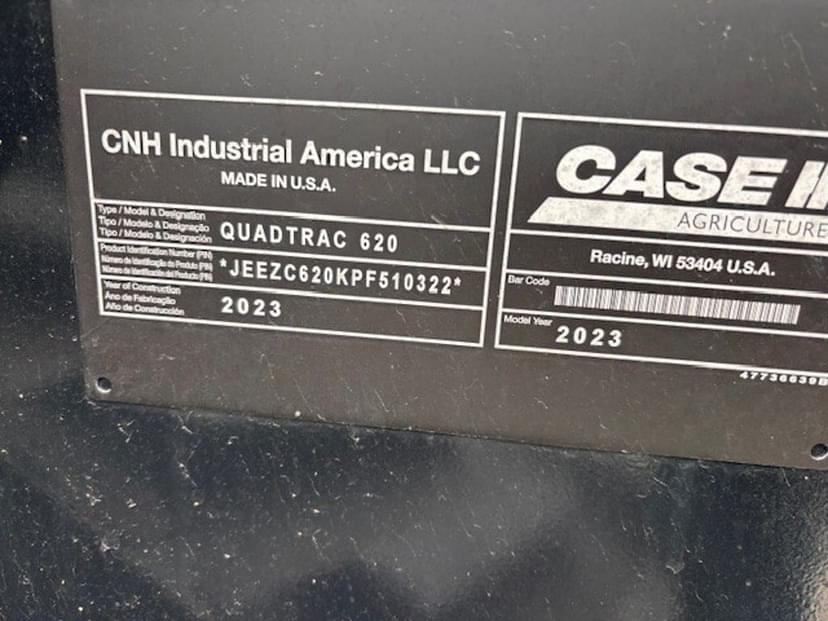 CNH Industrial America LLC
MADE IN U.S.A.
Type / Model & Designation
Tipo / Modelo & Designação
Tipo / Modelo & Designación
QUADTRAC 620
Product Identification Number (PIN)
Número de Identificação do Produto (PIN)
Número de Identificación del Producto (PIN)
*JEEZC620KPF510322*
Year of Construction
Ano de Fabricação
Año de Construcción
2023
CASE I
AGRICULTURE
Racine, WI 53404 U.S.A.
Bar Code
Model Year
2023
47736639B